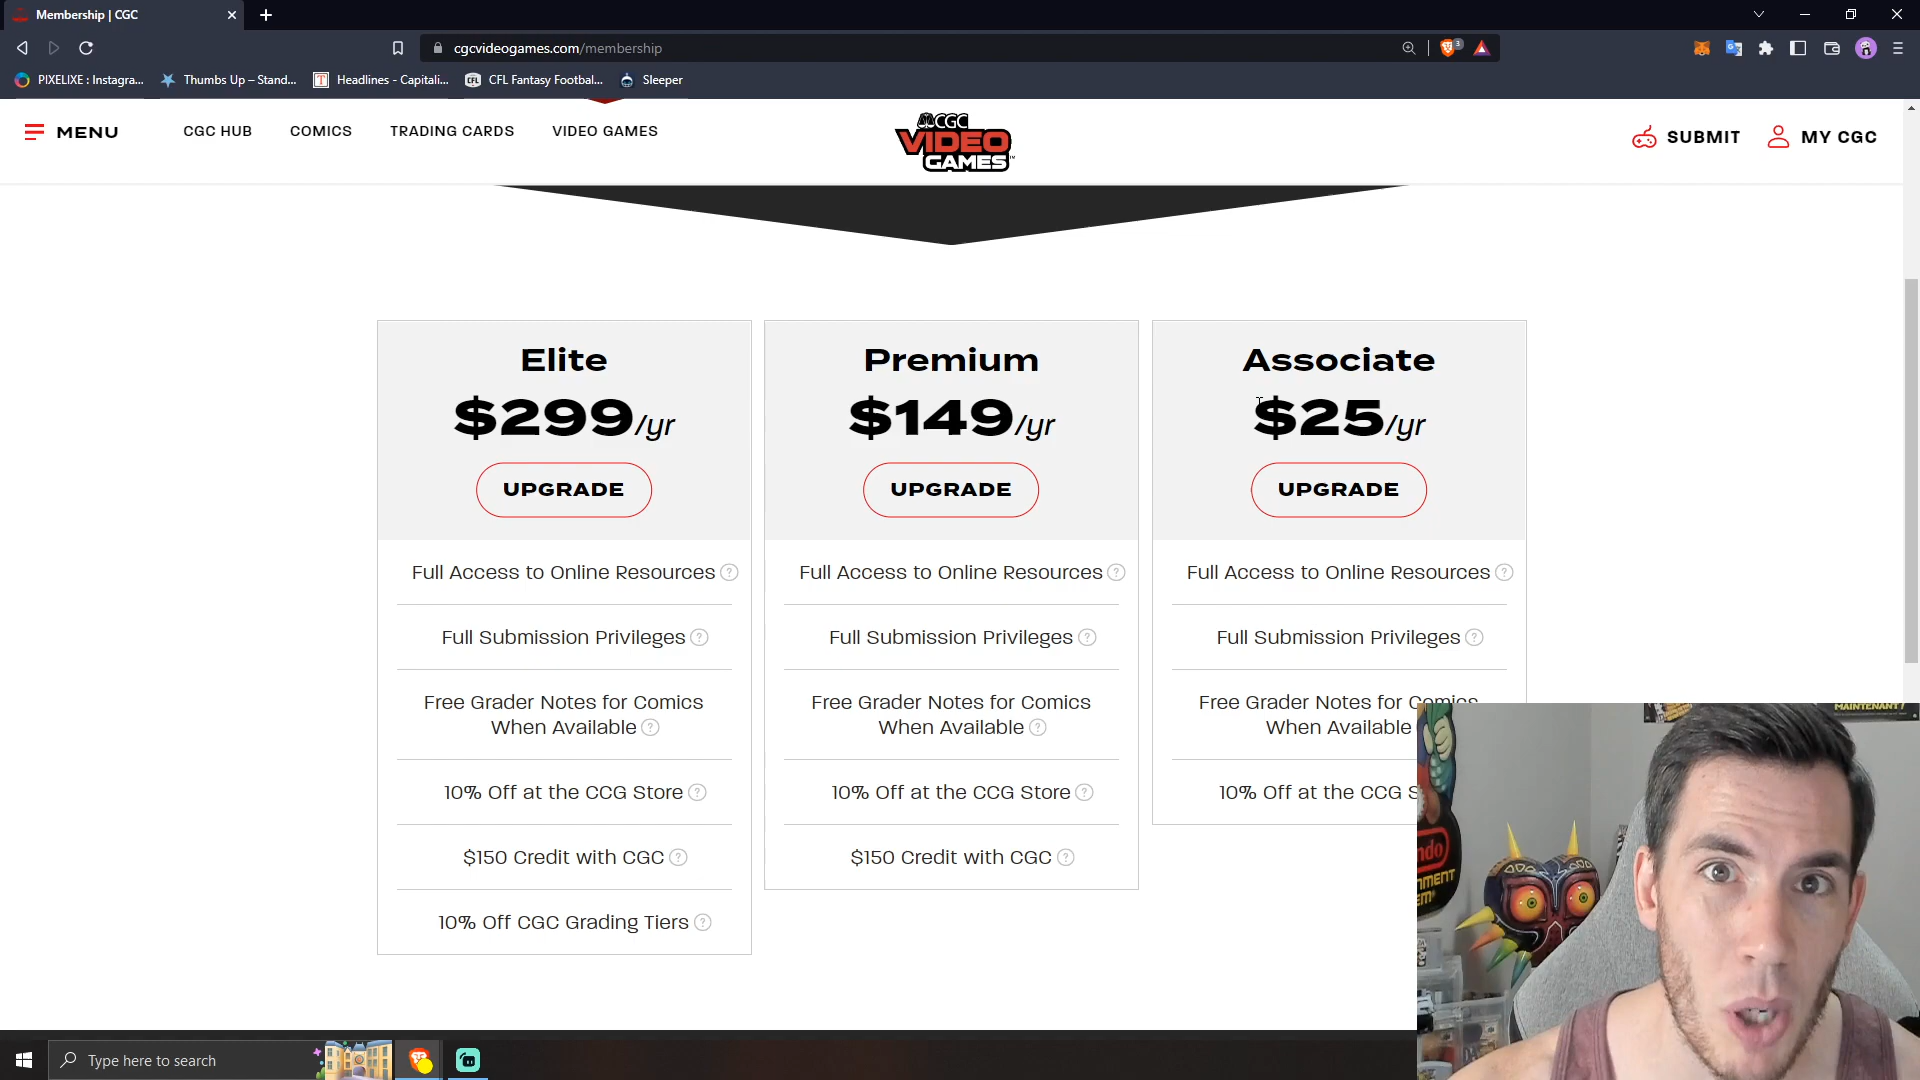 Membership | CGC
cgcvideogames.com/membership
3
PIXELIXE : Instagra...
Thumbs Up – Stand...
Headlines - Capitali...
CFL Fantasy Footbal...
Sleeper
MENU
CGC HUB
COMICS
TRADING CARDS
VIDEO GAMES
CGC
VIDEO
GAMES
SUBMIT
MY CGC
Elite
$299/yr
UPGRADE
Full Access to Online Resources ?
Full Submission Privileges ?
Free Grader Notes for Comics
When Available ?
10% Off at the CCG Store ?
$150 Credit with CGC ?
10% Off CGC Grading Tiers ?
Premium
$149/yr
UPGRADE
Full Access to Online Resources ?
Full Submission Privileges ?
Free Grader Notes for Comics
When Available ?
10% Off at the CCG Store ?
$150 Credit with CGC ?
Associate
$25/yr
UPGRADE
Full Access to Online Resources ?
Full Submission Privileges ?
Free Grader Notes for Comics
When Available
10% Off at the CCG S
MAINTENANT!
Type here to search